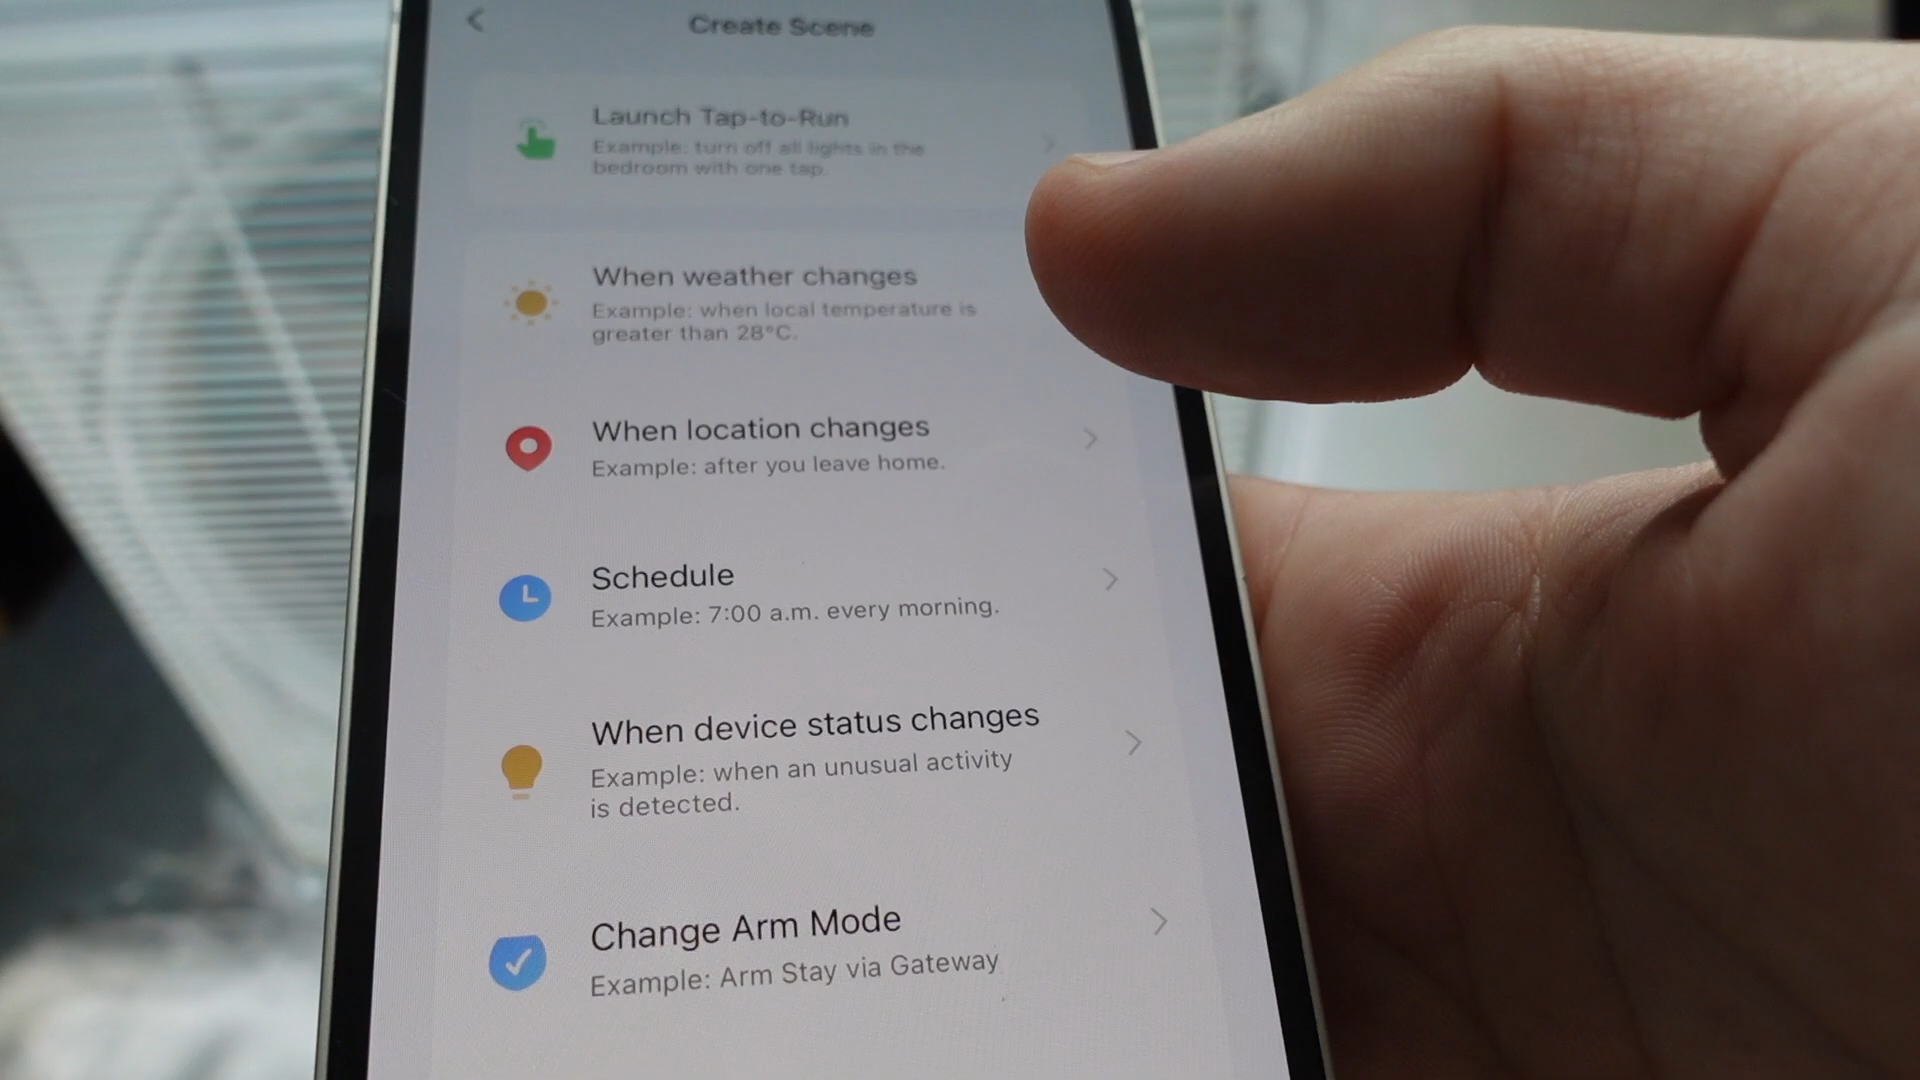 Create Scene
Launch Tap-to-Run
Example: turn off all lights in the
bedroom with one tap.
When weather changes
Example: when local temperature is
greater than 28°C.
When location changes
Example: after you leave home.
Schedule
Example: 7:00 a.m. every morning.
When device status changes
Example: when an unusual activity
is detected.
Change Arm Mode
Example: Arm Stay via Gateway